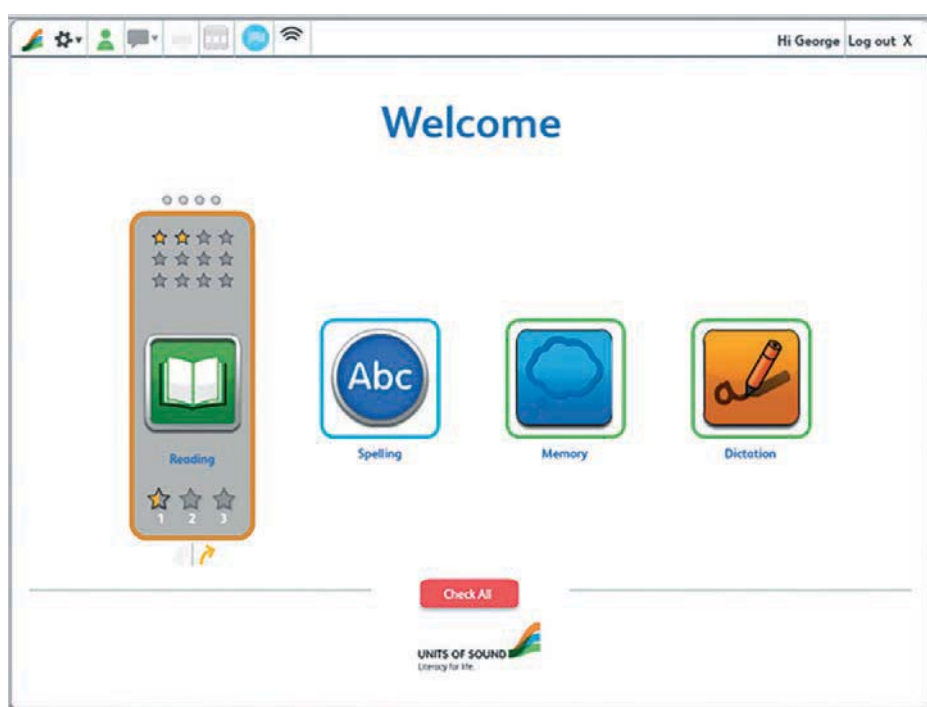 Hi George Log out X
Welcome
Abc
Reading
Spelling
Memory
Dictation
1 2 3
Check All
UNITS OF SOUND
Literacy for life.